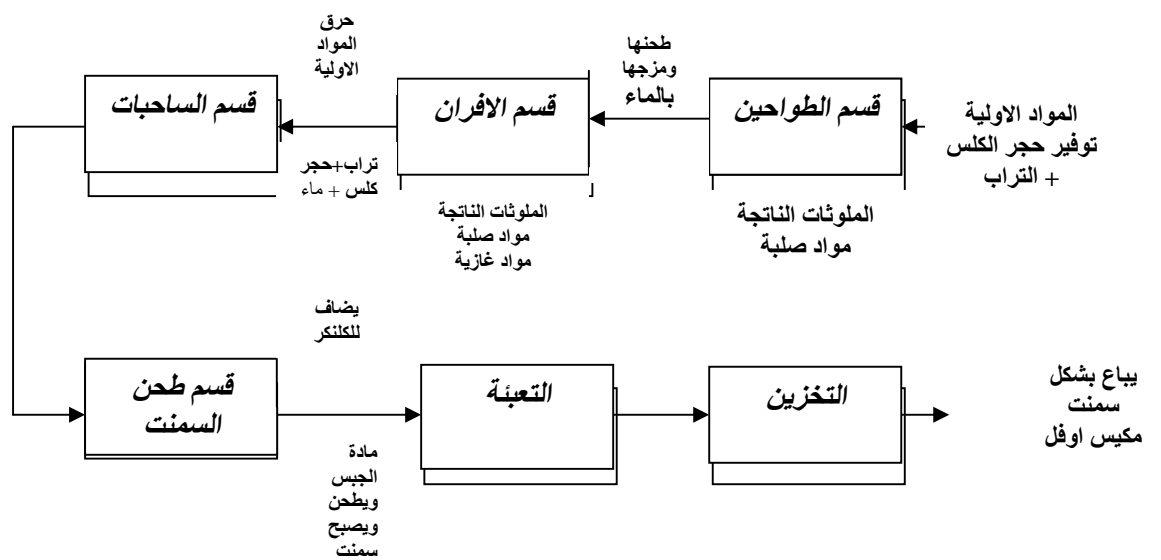 المواد الاولية
توفير حجر الكلس
+ التراب
قسم الطواحين
الملوثات الناتجة
مواد صلبة
طحنها
ومزجها
بالماء
قسم الافران
الملوثات الناتجة
مواد صلبة
مواد غازية
حرق
المواد
الاولية
تراب+حجر
كلس + ماء
قسم الساحبات
قسم طحن
السمنت
يضاف
للكلنكر
مادة
الجبس
ويطحن
ويصبح
سمنت
التعبئة
التخزين
يباع بشكل
سمنت
مكيس اوفل